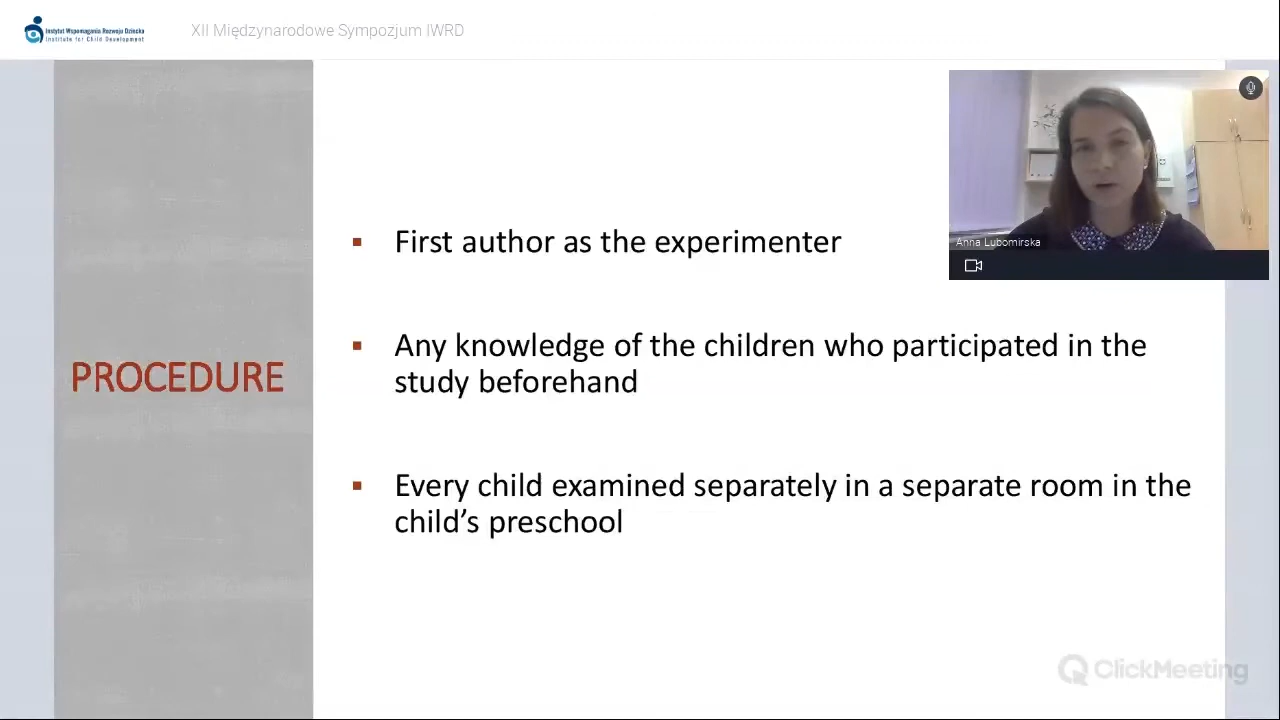 Instytut Wspomagania Rozwoju Dziecka
Institute for Child Development
XII Międzynarodowe Sympozjum IWRD
Anna Lubomirska
First author as the experimenter
Any knowledge of the children who participated in the
study beforehand
PROCEDURE
Every child examined separately in a separate room in the
child’s preschool
ClickMeeting